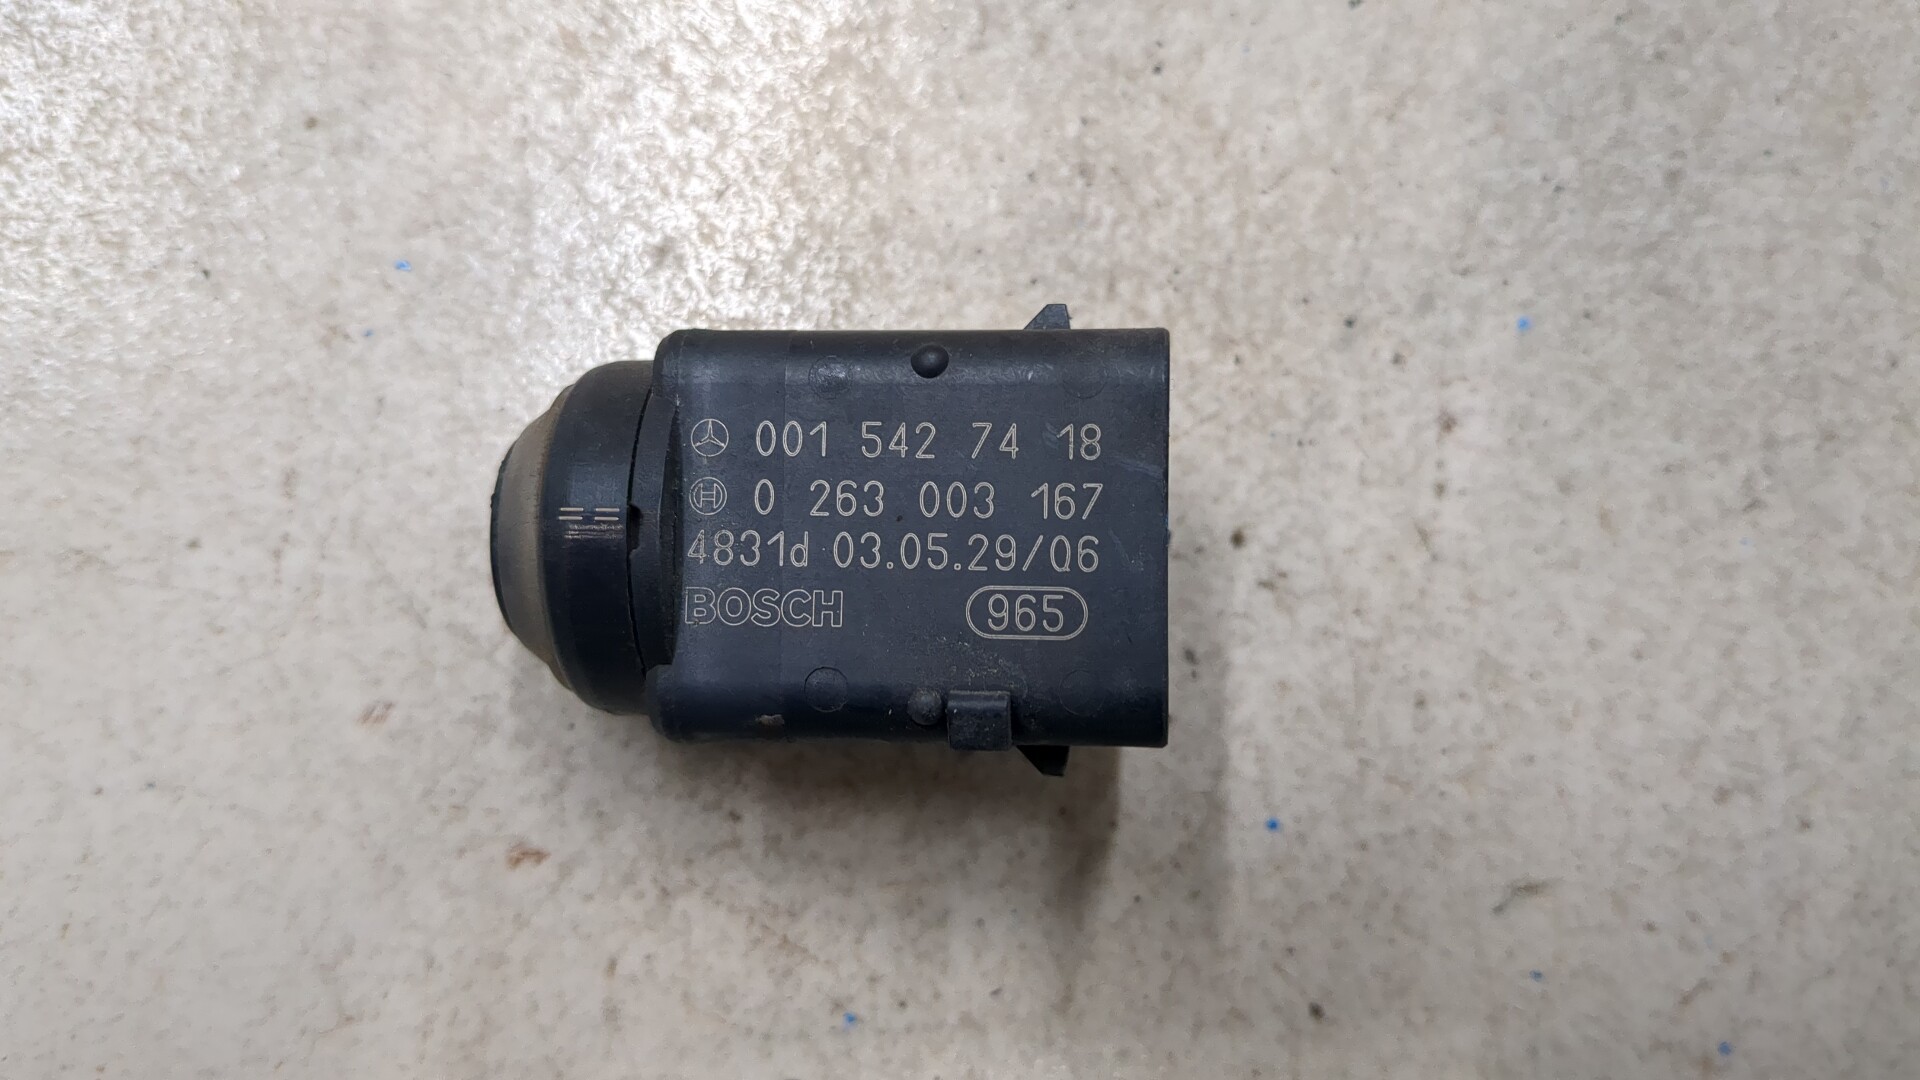 001 542 74 18
0 263 003 167
4831d 03.05.29/06
BOSCH 965